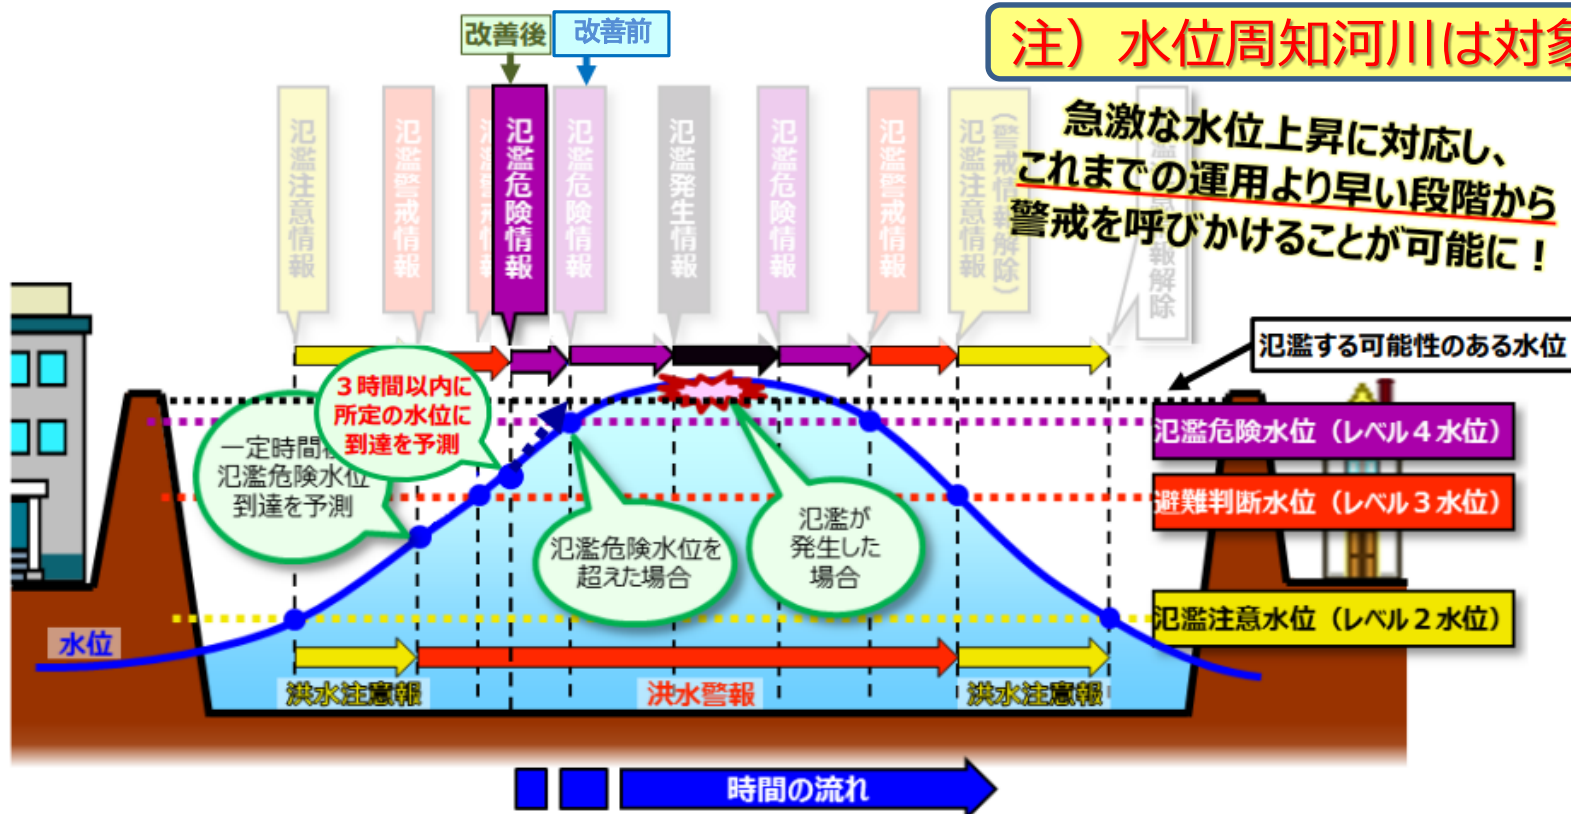 改善後
改善前
注）水位周知河川は対象
急激な水位上昇に対応し、
これまでの運用より早い段階から
警戒を呼びかけることが可能に！
氾濫注意情報
氾濫警戒情報
氾濫危険情報
氾濫危険情報
氾濫発生情報
氾濫危険情報
氾濫警戒情報
氾濫注意情報
（警戒情報解除）
報解除
氾濫する可能性のある水位
3時間以内に
所定の水位に
到達を予測
一定時間
氾濫危険水位
到達を予測
氾濫危険水位を
超えた場合
氾濫が
発生した
場合
氾濫危険水位（レベル４水位）
避難判断水位（レベル３水位）
氾濫注意水位（レベル２水位）
水位
洪水注意報
洪水警報
洪水注意報
時間の流れ